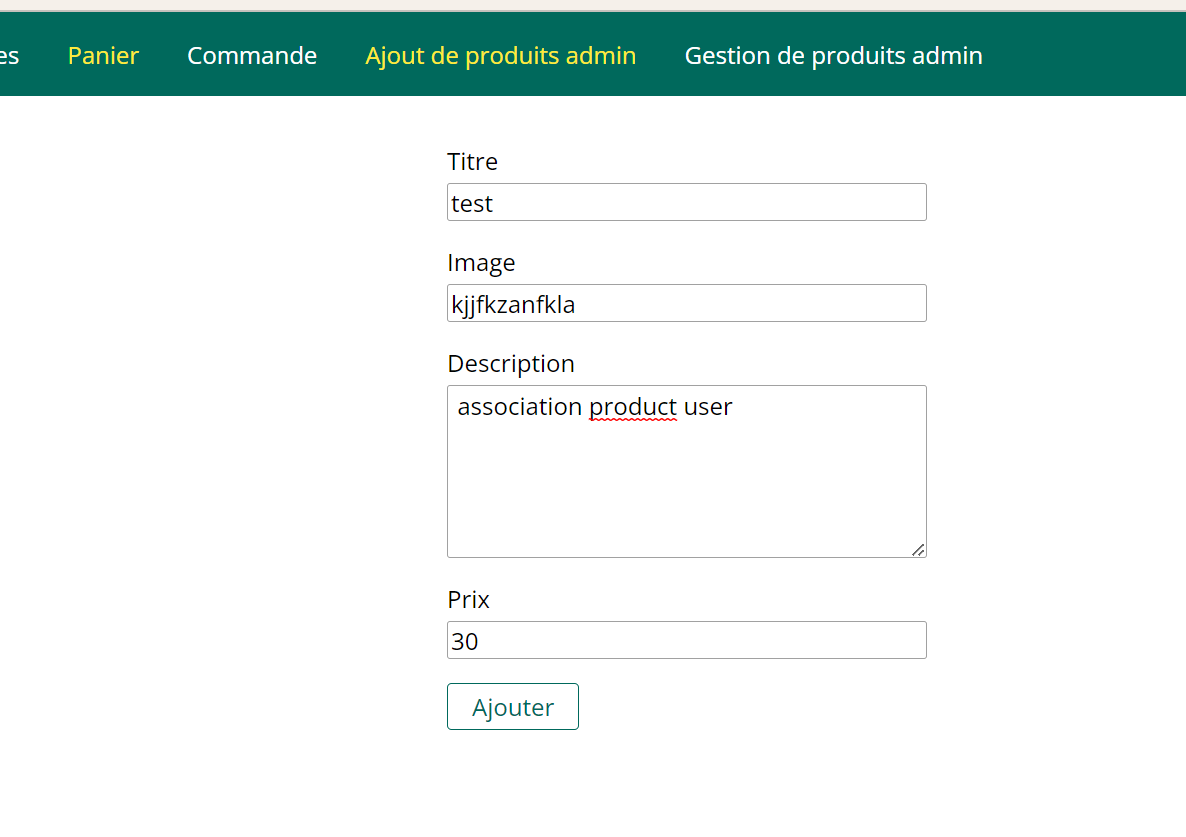 es Panier Commande Ajout de produits admin Gestion de produits admin
Titre
test
Image
kjjfkzanfkla
Description
association product user
Prix
30
Ajouter